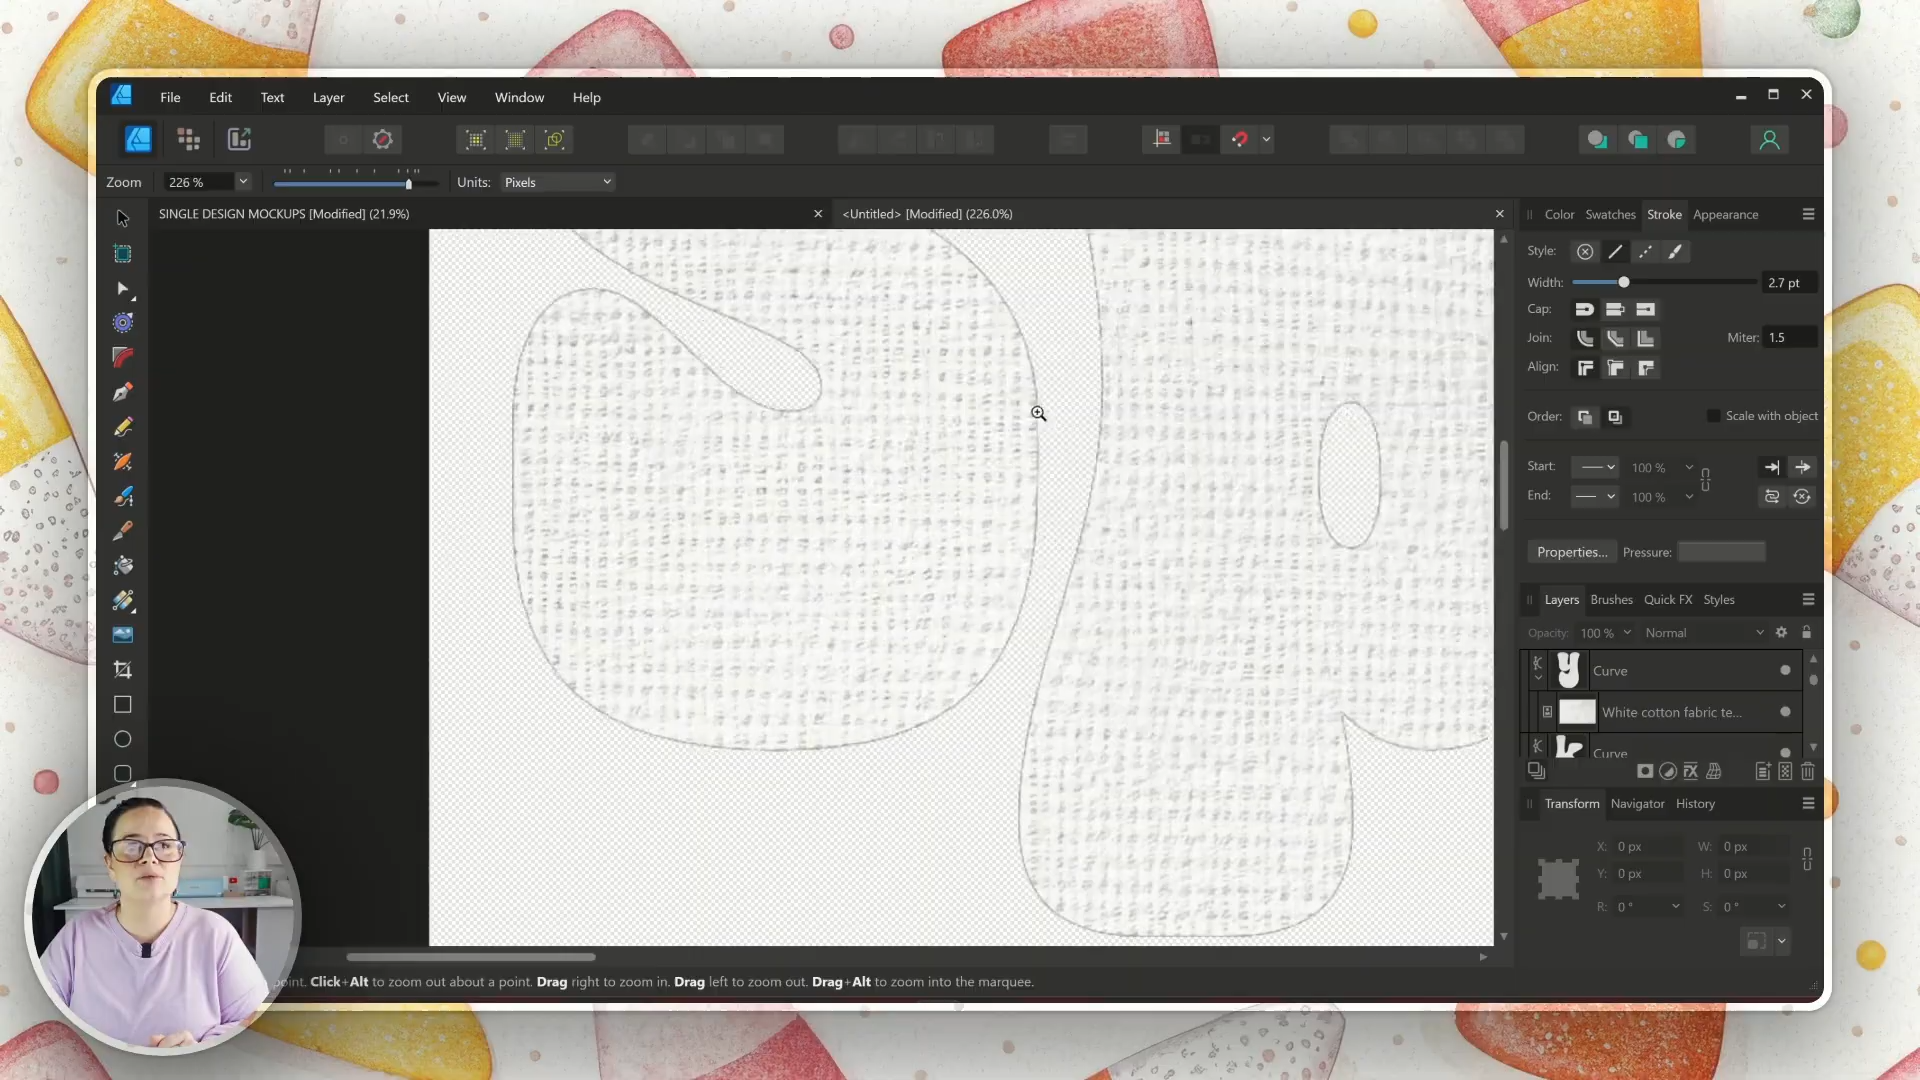 File Edit Text Layer Select View Window Help
Zoom 226 % Units: Pixels
SINGLE DESIGN MOCKUPS [Modified] (21.9%)
<Untitled> [Modified] (226.0%)
Color Swatches Stroke Appearance
Style:
Width: 2.7 pt
Cap:
Join: Miter: 1.5
Align:
Order: Scale with object
Start: 100 %
End: 100 %
Properties... Pressure:
Layers Brushes Quick FX Styles
Opacity: 100 % Normal
Curve
White cotton fabric te...
Curve
FX
Transform Navigator History
X: 0 px W: 0 px
Y: 0 px H: 0 px
R: 0 ° S: 0 °
point. Click+Alt to zoom out about a point. Drag right to zoom in. Drag left to zoom out. Drag+Alt to zoom into the marquee.